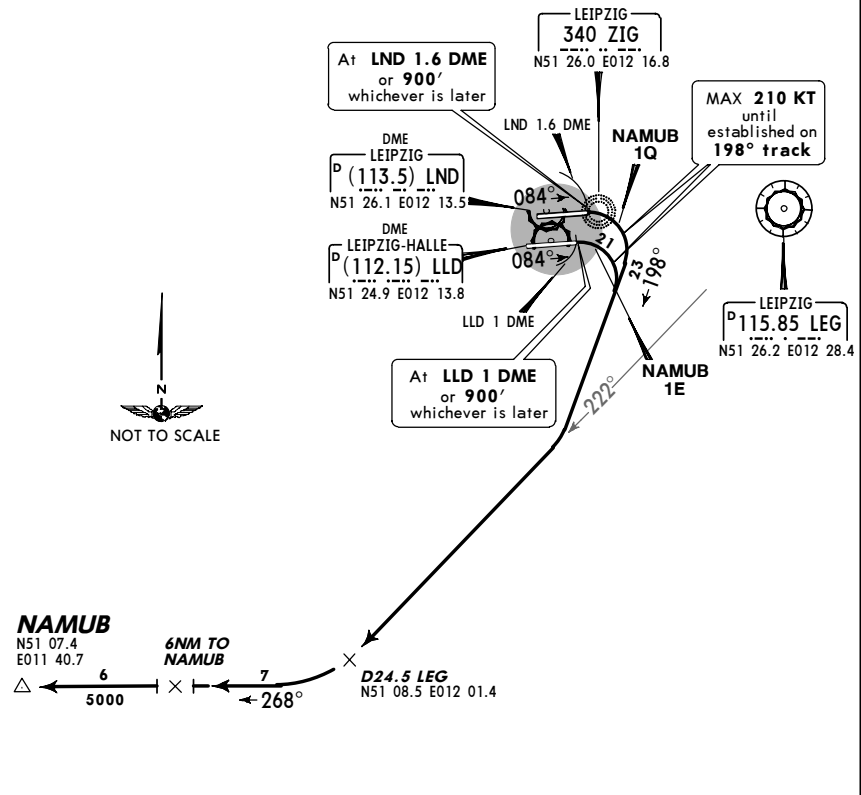 LEIPZIG
340 ZIG
N51 26.0 E012 16.8
At LND 1.6 DME
or 900'
whichever is later
MAX 210 KT
until
established on
198° track
LND 1.6 DME
NAMUB
1Q
DME
LEIPZIG
D (113.5) LND
N51 26.1 E012 13.5
084°
DME
LEIPZIG-HALLE
D (112.15) LLD
N51 24.9 E012 13.8
084°
21
23
198°
LLD 1 DME
LEIPZIG
D 115.85 LEG
N51 26.2 E012 28.4
At LLD 1 DME
or 900'
whichever is later
NAMUB
1E
222°
N
NOT TO SCALE
NAMUB
N51 07.4
E011 40.7
6NM TO
NAMUB
6
5000
7
268°
D24.5 LEG
N51 08.5 E012 01.4